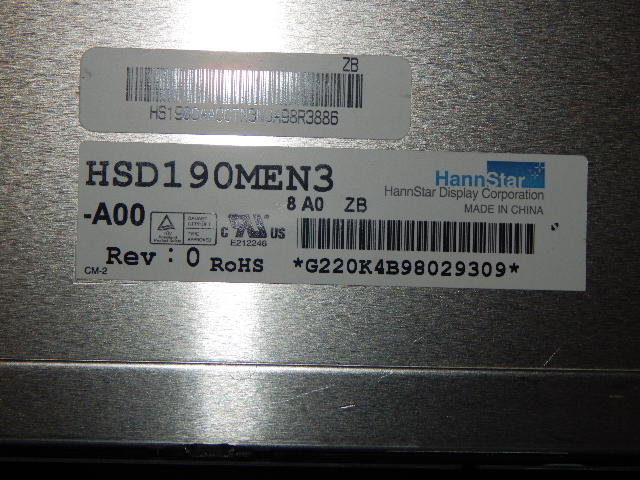 ZB
HSD190MEN3
HannStar
HannStar Display Corporation
MADE IN CHINA
-A00
8 A0 ZB
C US
E212246
Rev : 0 RoHS
*G220K4B98029309*
CM-2